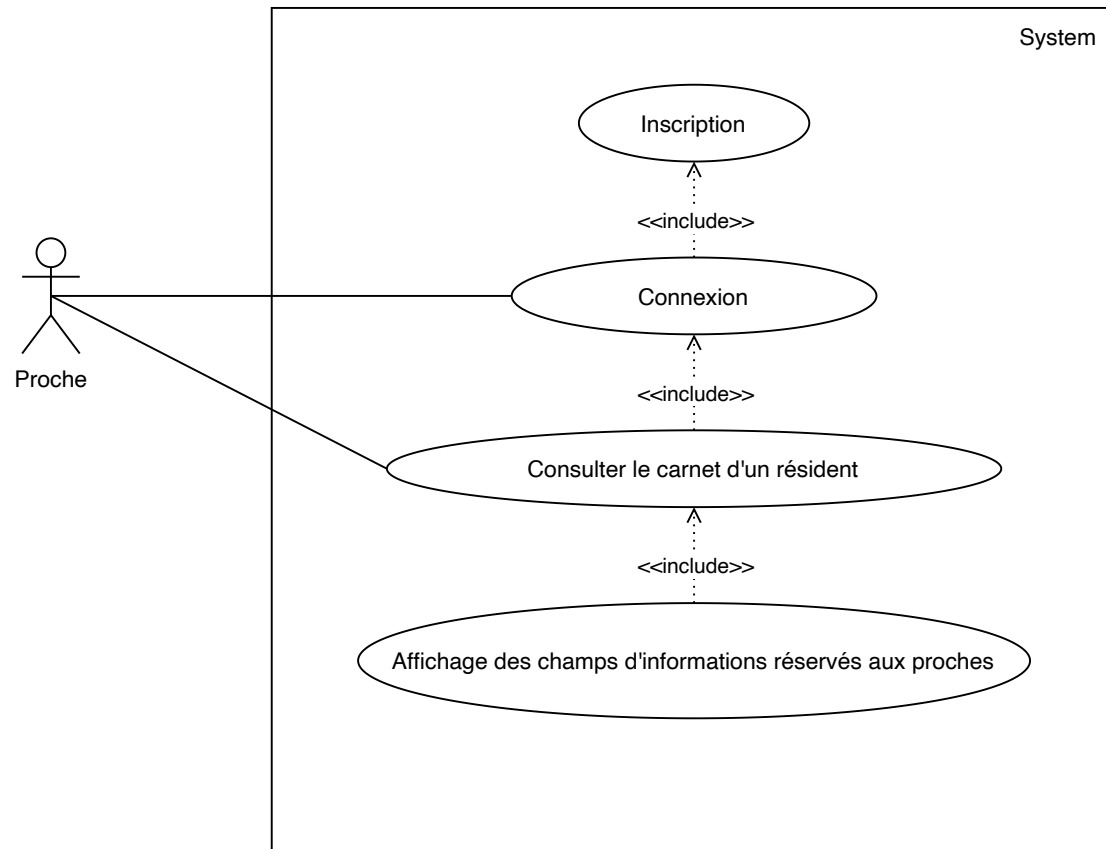 System
Inscription
<<include>>
Connexion
Proche
<<include>>
Consulter le carnet d'un résident
<<include>>
Affichage des champs d'informations réservés aux proches